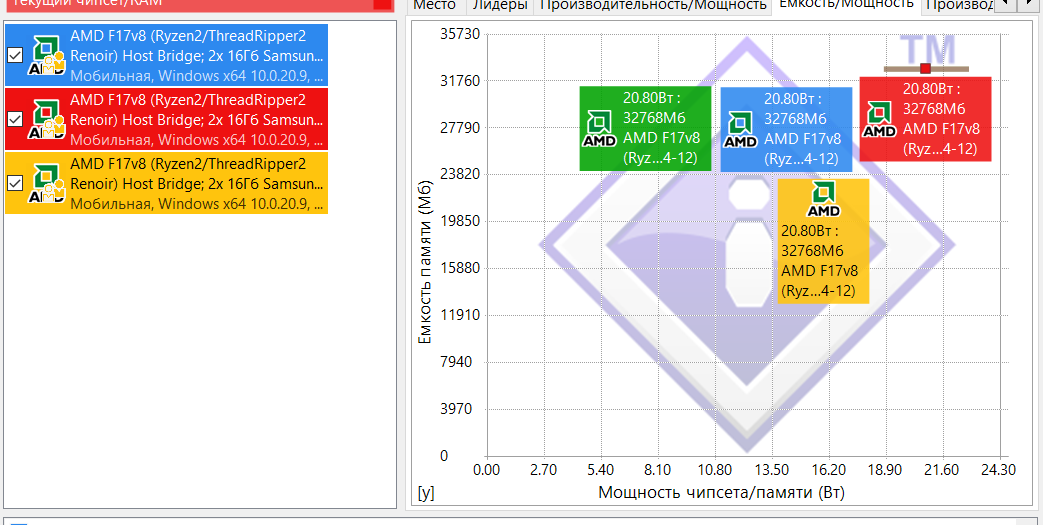 Текущий чипсет/RAM
AMD F17v8 (Ryzen2/ThreadRipper2
Renoir) Host Bridge; 2x 16Гб Samsun...
Мобильная, Windows x64 10.0.20.9, ...
AMD F17v8 (Ryzen2/ThreadRipper2
Renoir) Host Bridge; 2x 16Гб Samsun...
Мобильная, Windows x64 10.0.20.9, ...
AMD F17v8 (Ryzen2/ThreadRipper2
Renoir) Host Bridge; 2x 16Гб Samsun...
Мобильная, Windows x64 10.0.20.9, ...
Место Лидеры Производительность/Мощность Емкость/Мощность Производ
TM
35730
31760
27790
23820
19850
15880
11910
7940
3970
0
Емкость памяти (Мб)
AMD
20.80Вт :
32768Мб
AMD F17v8
(Ryz...4-12)
AMD
20.80Вт :
32768Мб
AMD F17v8
(Ryz...4-12)
AMD
20.80Вт :
32768Мб
AMD F17v8
(Ryz...4-12)
AMD
20.80Вт :
32768Мб
AMD F17v8
(Ryz...4-12)
0.00 2.70 5.40 8.10 10.80 13.50 16.20 18.90 21.60 24.30
[y] Мощность чипсета/памяти (Вт)